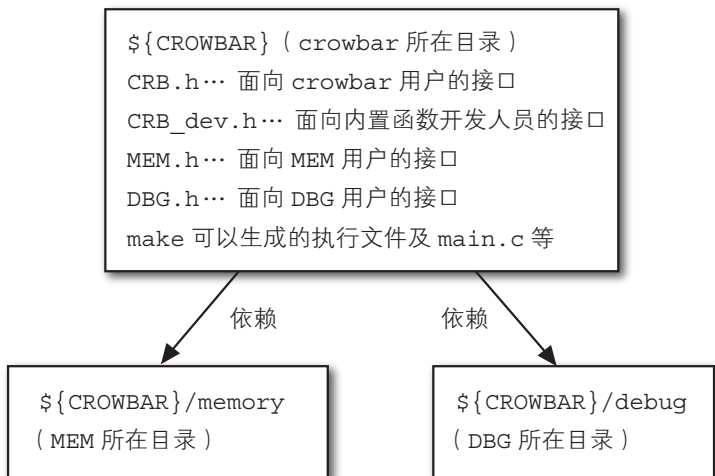 ${CROWBAR}（crowbar 所在目录）
CRB.h… 面向 crowbar 用户的接口
CRB_dev.h… 面向内置函数开发人员的接口
MEM.h… 面向 MEM 用户的接口
DBG.h… 面向 DBG 用户的接口
make 可以生成的执行文件及 main.c 等
依赖 依赖
${CROWBAR}/memory
（MEM 所在目录）
${CROWBAR}/debug
（DBG 所在目录）